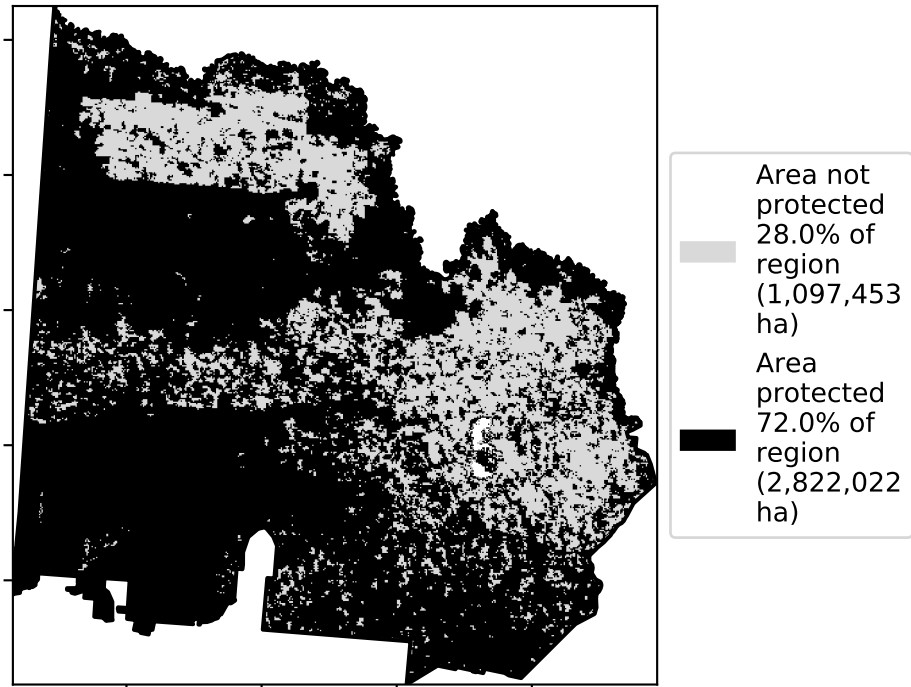 Area not
protected
28.0% of
region
(1,097,453
ha)
Area
protected
72.0% of
region
(2,822,022
ha)